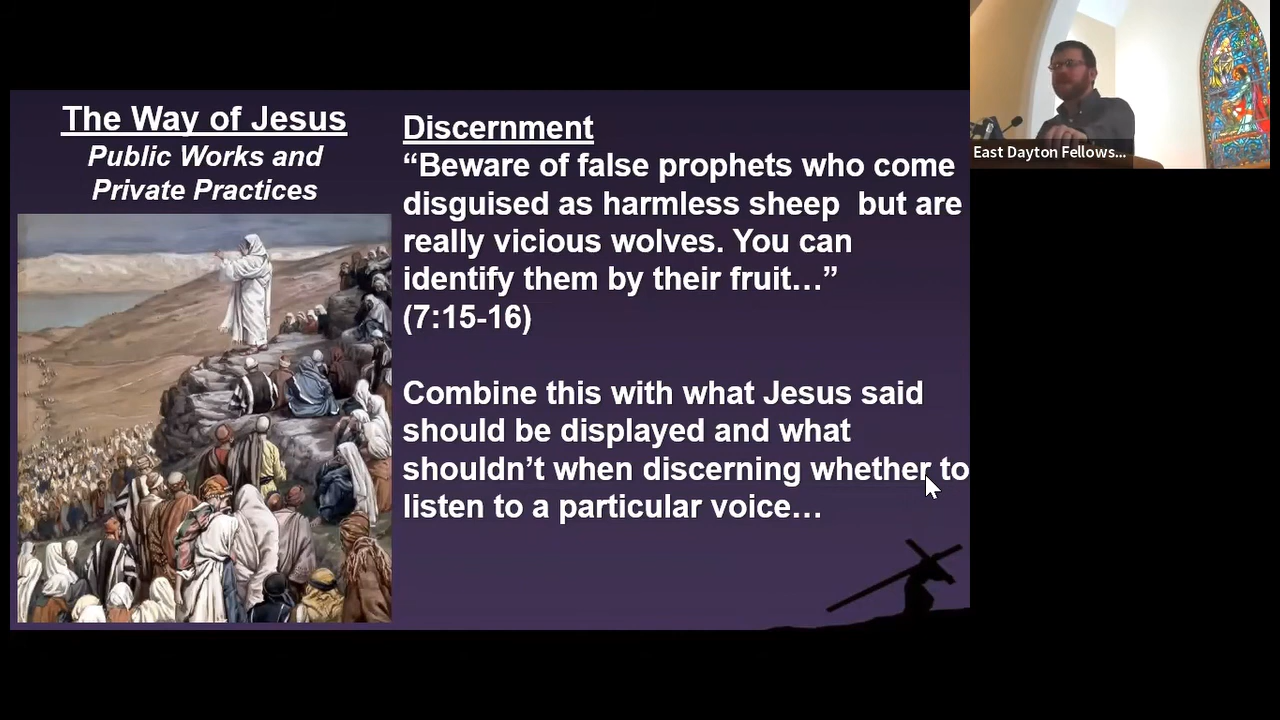 The Way of Jesus
Public Works and
Private Practices
Discernment
“Beware of false prophets who come
disguised as harmless sheep  but are
really vicious wolves. You can
identify them by their fruit…”
(7:15-16)
Combine this with what Jesus said
should be displayed and what
shouldn’t when discerning whether to
listen to a particular voice…
East Dayton Fellows...